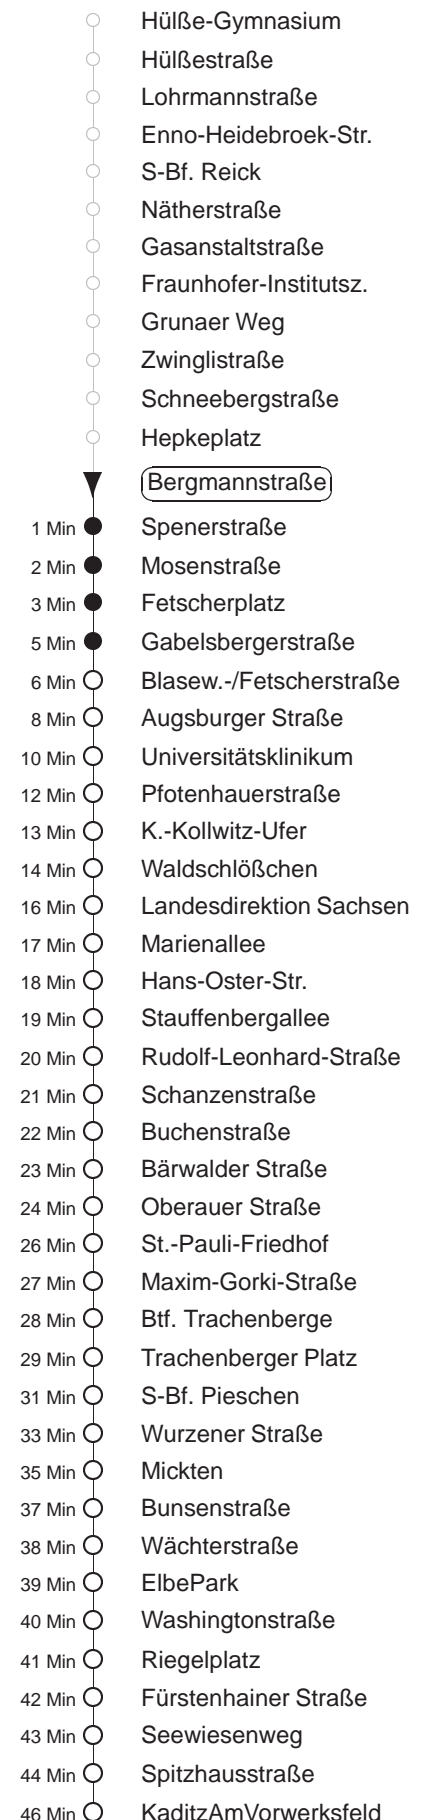 Hülße-Gymnasium
Hülßestraße
Lohrmannstraße
Enno-Heidebroek-Str.
S-Bf. Reick
Nätherstraße
Gasanstaltstraße
Fraunhofer-Institutsz.
Grunaer Weg
Zwinglistraße
Schneebergstraße
Hepkeplatz
Bergmannstraße
1 Min Spenerstraße
2 Min Mosenstraße
3 Min Fetscherplatz
5 Min Gabelsbergerstraße
6 Min Blasew.-/Fetscherstraße
8 Min Augsburger Straße
10 Min Universitätsklinikum
12 Min Pfotenhauerstraße
13 Min K.-Kollwitz-Ufer
14 Min Waldschlößchen
16 Min Landesdirektion Sachsen
17 Min Marienallee
18 Min Hans-Oster-Str.
19 Min Stauffenbergallee
20 Min Rudolf-Leonhard-Straße
21 Min Schanzenstraße
22 Min Buchenstraße
23 Min Bärwalder Straße
24 Min Oberauer Straße
26 Min St.-Pauli-Friedhof
27 Min Maxim-Gorki-Straße
28 Min Btf. Trachenberge
29 Min Trachenberger Platz
31 Min S-Bf. Pieschen
33 Min Wurzener Straße
35 Min Mickten
37 Min Bunsenstraße
38 Min Wächterstraße
39 Min ElbePark
40 Min Washingtonstraße
41 Min Riegelplatz
42 Min Fürstenhainer Straße
43 Min Seewiesenweg
44 Min Spitzhausstraße
46 Min KaditzAmVorwerksfeld